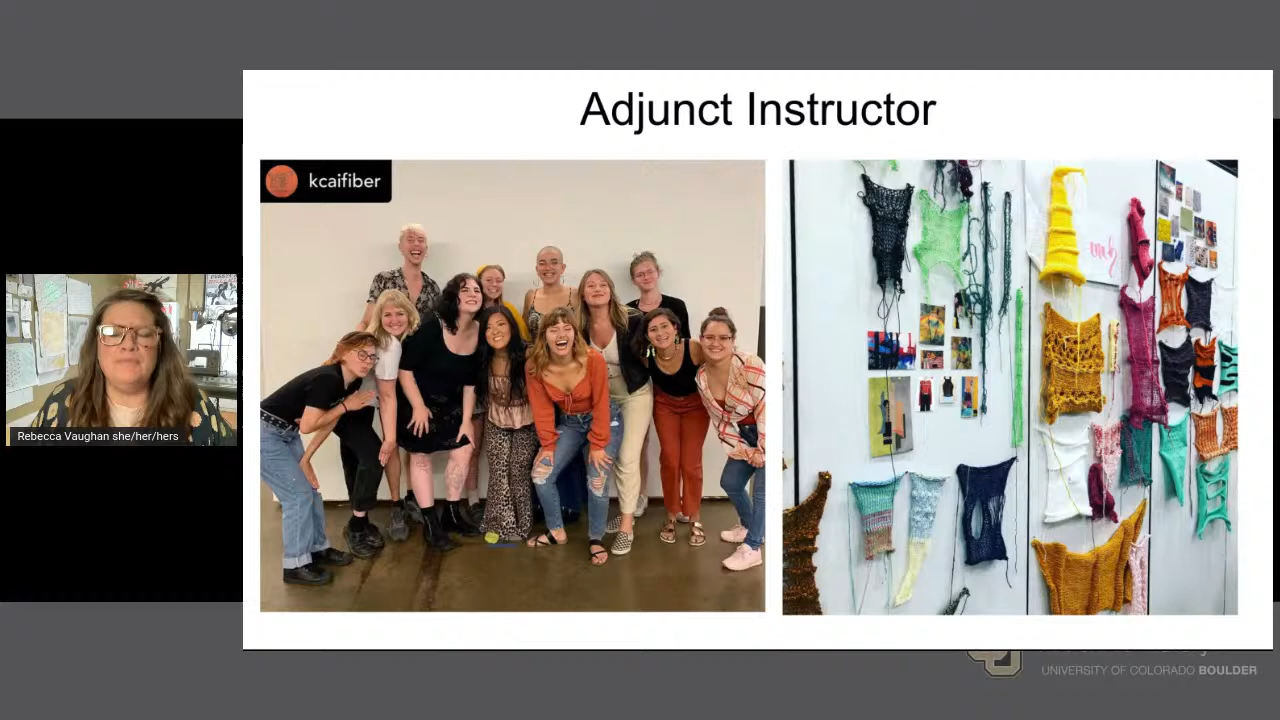 Adjunct Instructor
kcaifiber
Rebecca Vaughan she/her/hers
UNIVERSITY OF COLORADO BOULDER